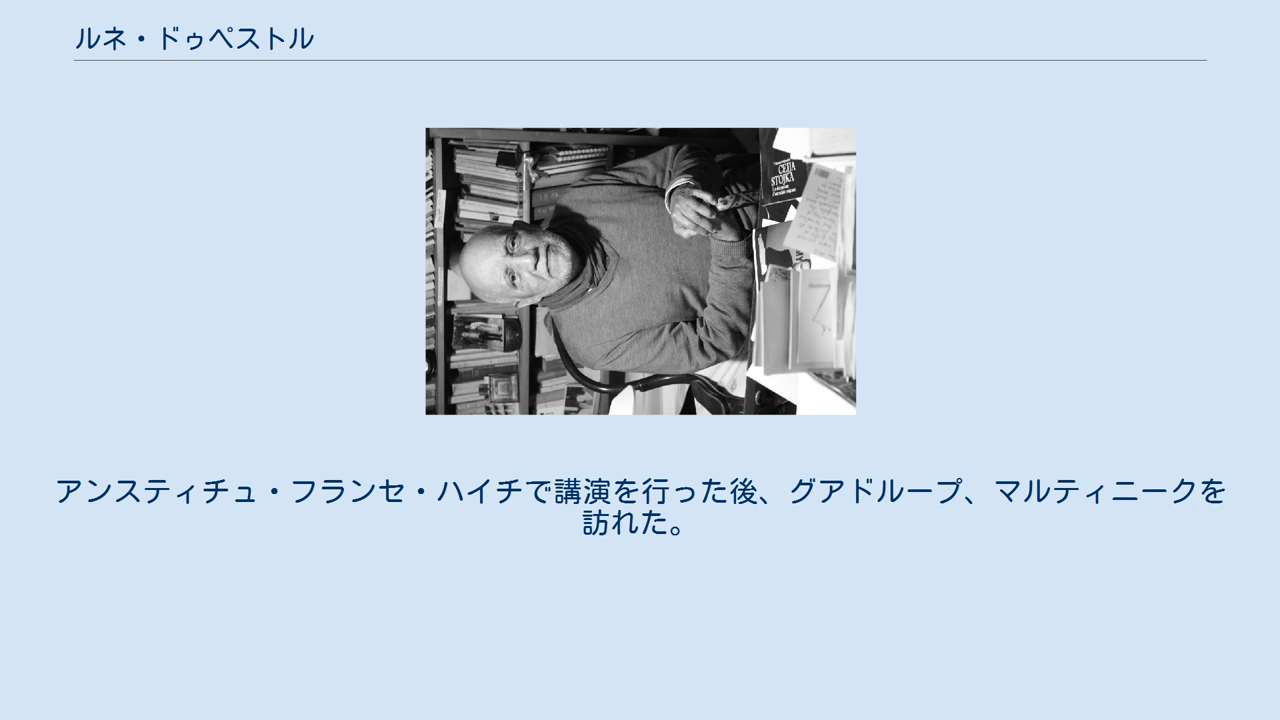 ルネ・ドゥペストル
CEIJA
STOJKA
アンスティチュ・フランセ・ハイチで講演を行った後、グアドループ、マルティニークを
訪れた。